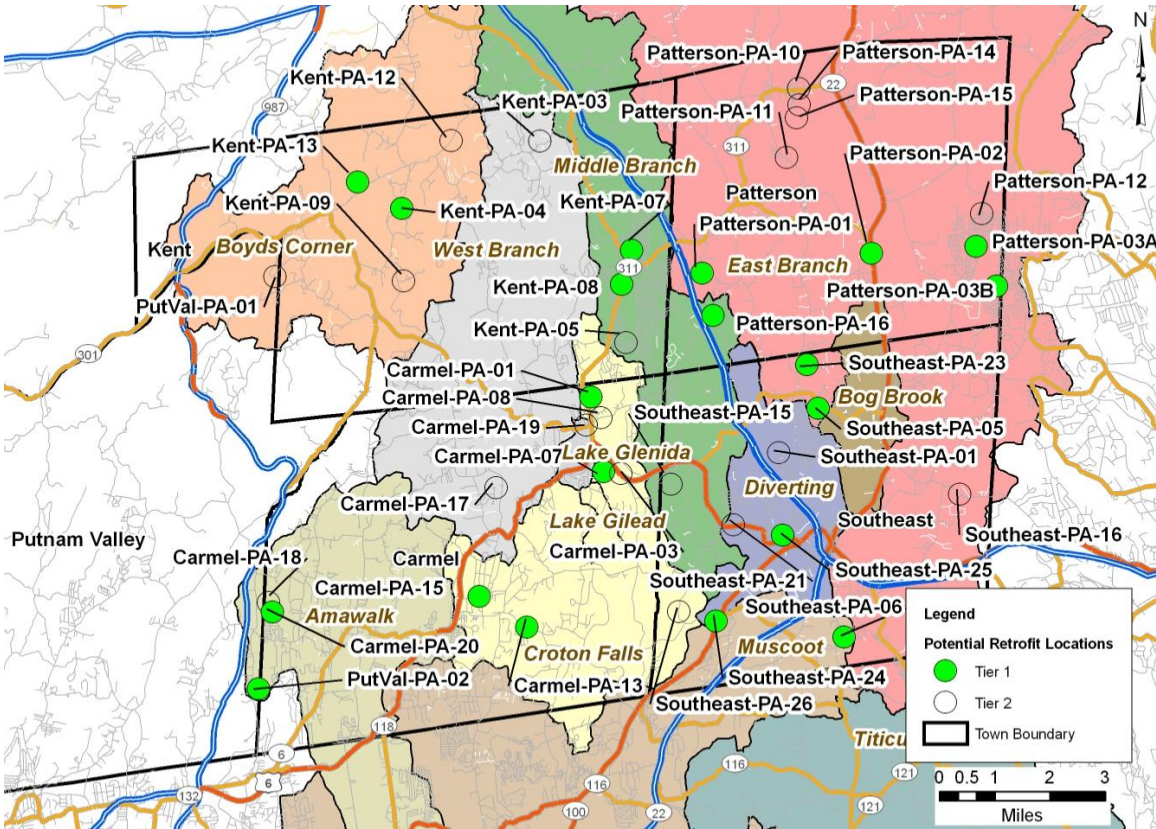 N
Patterson-PA-10
Patterson-PA-14
Kent-PA-12
22
987
Kent-PA-03
Patterson-PA-15
Patterson-PA-11
Kent-PA-13
311
Patterson-PA-02
Middle Branch
Patterson-PA-12
Kent-PA-09
Kent-PA-07
Patterson
Kent-PA-04
Patterson-PA-01
Kent
Boyds Corner
West Branch
Patterson-PA-03A
311
East Branch
Kent-PA-08
Patterson-PA-03B
PutVal-PA-01
Patterson-PA-16
Kent-PA-05
301
Southeast-PA-23
Carmel-PA-01
Carmel-PA-08
Bog Brook
Southeast-PA-15
Carmel-PA-19
Southeast-PA-05
Lake Glenida
Southeast-PA-01
Carmel-PA-07
Diverting
Carmel-PA-17
Lake Gilead
Southeast
Southeast-PA-16
Putnam Valley
Carmel-PA-03
Carmel-PA-18
Carmel
Southeast-PA-25
Southeast-PA-21
Carmel-PA-15
Southeast-PA-06
Amawalk
Legend
Carmel-PA-20
Croton Falls
Muscoot
Potential Retrofit Locations
Tier 1
PutVal-PA-02
Carmel-PA-13
Southeast-PA-24
Tier 2
Southeast-PA-26
118
Town Boundary
Titicu
6
116
121
6
116
0 0.5 1 2 3
132
100
22
121
Miles